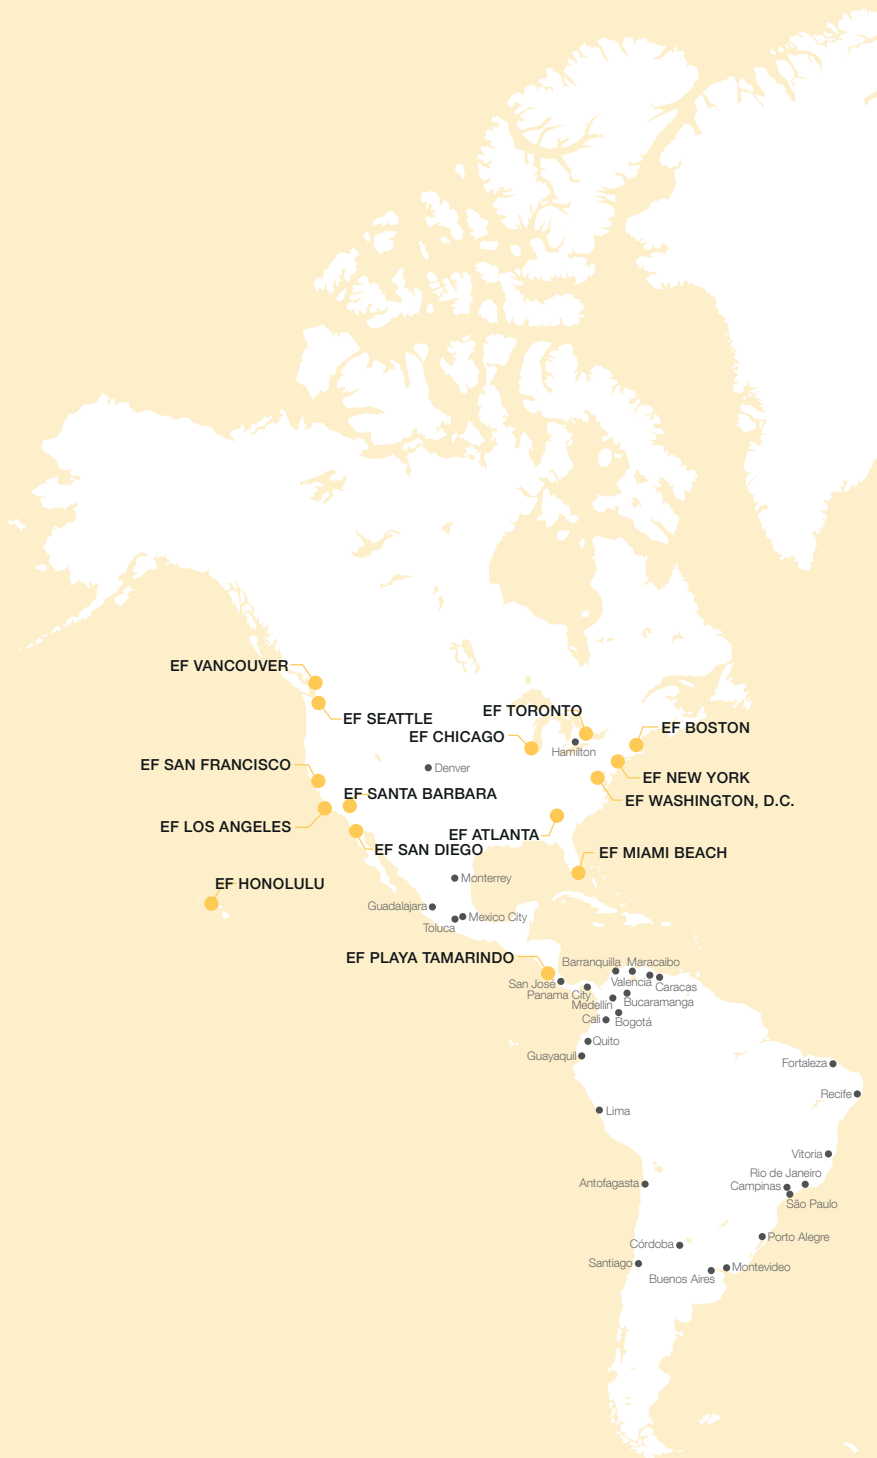 EF VANCOUVER
EF TORONTO
EF SEATTLE
EF BOSTON
EF CHICAGO
Hamilton
EF SAN FRANCISCO
Denver
EF NEW YORK
EF SANTA BARBARA
EF WASHINGTON, D.C.
EF LOS ANGELES
EF ATLANTA
EF SAN DIEGO
EF MIAMI BEACH
EF HONOLULU
Monterrey
Guadalajara
Mexico City
Toluca
EF PLAYA TAMARINDO
Barranquilla
Maracaibo
San José
Valencia
Caracas
Panama City
Medellín
Bucaramanga
Cali
Bogotá
Quito
Guayaquil
Fortaleza
Recife
Lima
Vitoria
Rio de Janeiro
Antofagasta
Campinas
São Paulo
Porto Alegre
Córdoba
Santiago
Montevideo
Buenos Aires